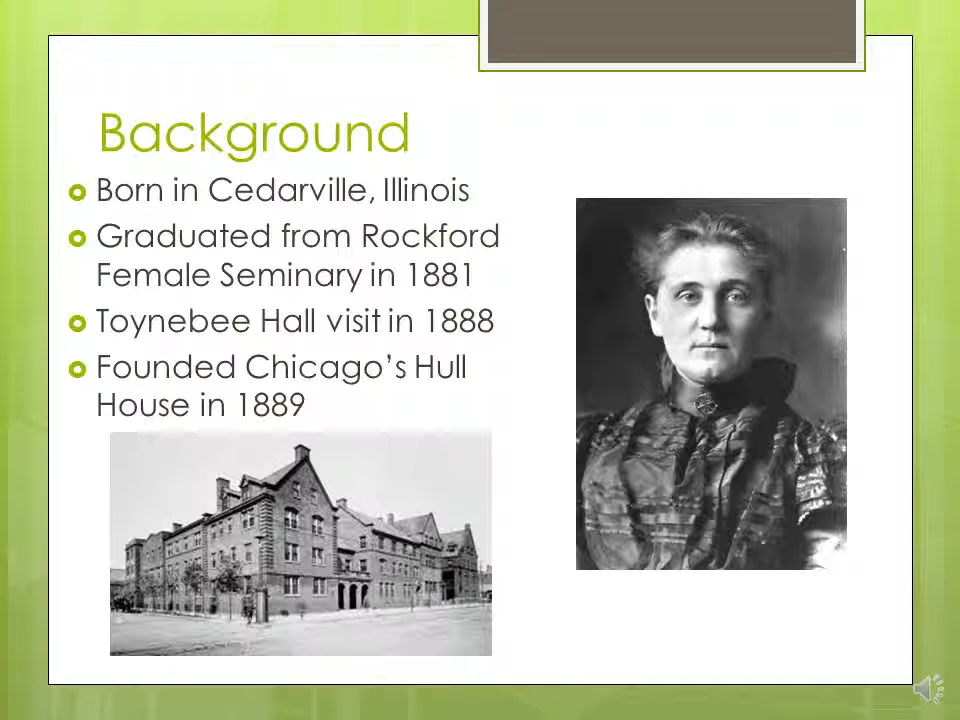 Background
Born in Cedarville, Illinois
Graduated from Rockford
Female Seminary in 1881
Toynebee Hall visit in 1888
Founded Chicago’s Hull
House in 1889